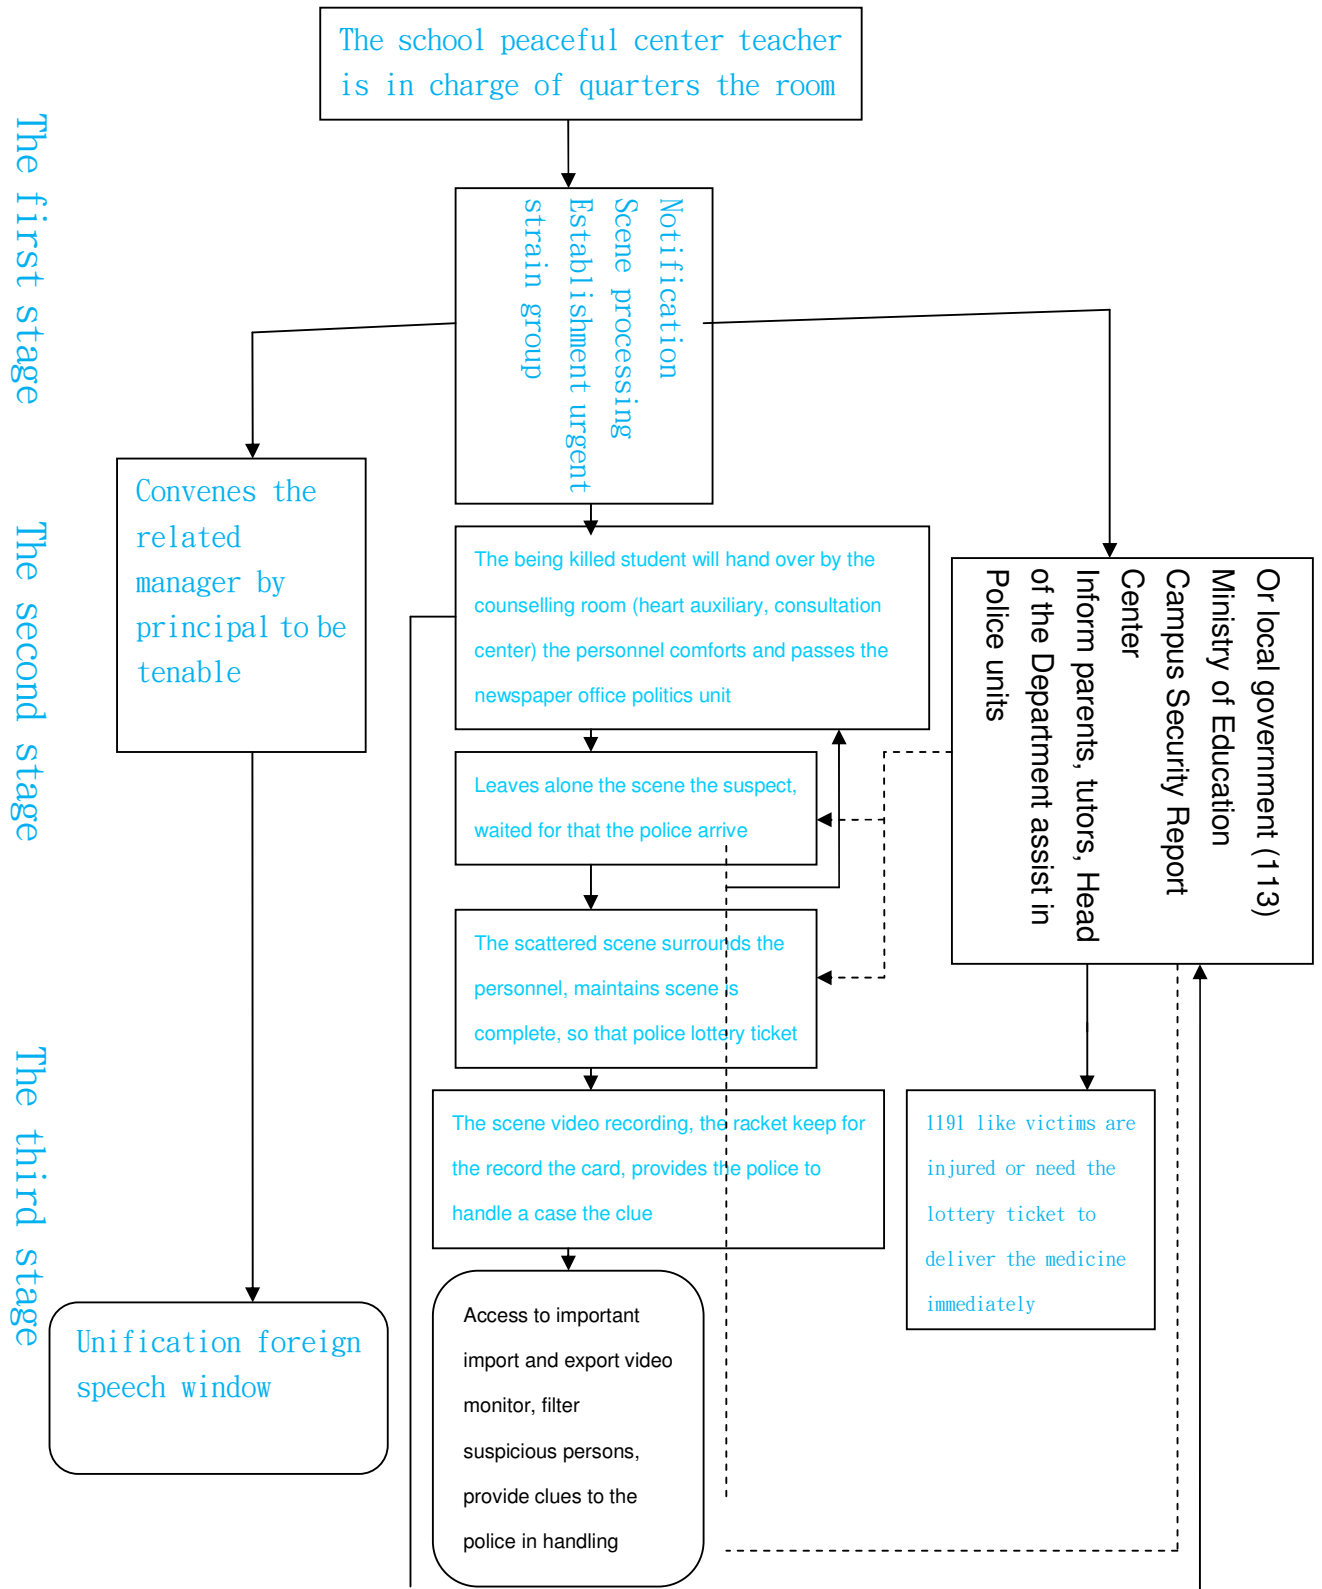 The school peaceful center teacher
is in charge of quarters the room
The first stage
Notification
Scene processing
Establishment urgent
strain group
Convenes the
related
manager by
principal to be
tenable
The second stage
The being killed student will hand over by the
counselling room (heart auxiliary, consultation
center) the personnel comforts and passes the
newspaper office politics unit
Or local government (113)
Ministry of Education
Campus Security Report
Center
Inform parents, tutors, Head
of the Department assist in
Police units
Leaves alone the scene the suspect,
waited for that the police arrive
The scattered scene surrounds the
personnel, maintains scene is
complete, so that police lottery ticket
The third stage
The scene video recording, the racket keep for
the record the card, provides the police to
handle a case the clue
1191 like victims are
injured or need the
lottery ticket to
deliver the medicine
immediately
Unification foreign
speech window
Access to important
import and export video
monitor, filter
suspicious persons,
provide clues to the
police in handling